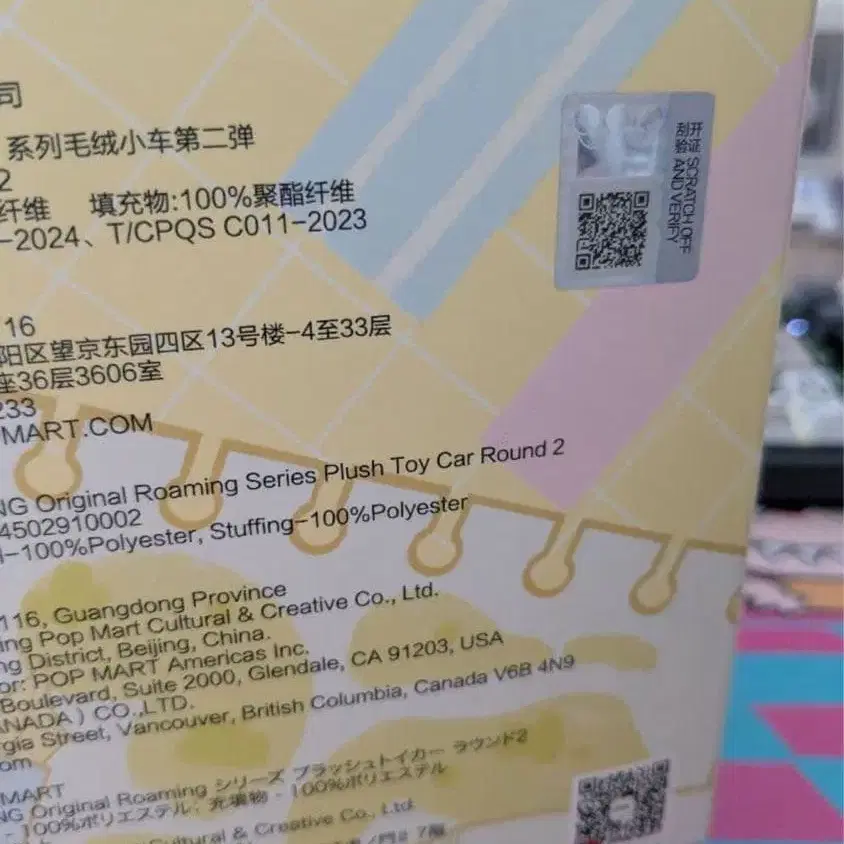 司
系列毛绒小车第二弹
2
纤维 填充物:100%聚酯纤维
-2024、T/CPQS C011-2023
开 证 SCRATCH OFF
刮 验 AND VERIFY
16
阳区望京东园四区13号楼-4至33层
座36层3606室
233
MART.COM
NG Original Roaming Series Plush Toy Car Round 2
4502910002
-100%Polyester, Stuffing-100%Polyester
116, Guangdong Province
ing Pop Mart Cultural & Creative Co., Ltd.
ng District, Beijing, China.
or: POP MART Americas Inc.
Boulevard, Suite 2000, Glendale, CA 91203, USA
ANADA) CO.,LTD.
rgia Street, Vancouver, British Columbia, Canada V6B 4N9
om
MART
NG Original Roaming シリーズ プラッシュトイカー ラウンド2
- 100%ポリエステル, 充填物 - 100%ポリエステル
Cultural & Creative Co., Ltd